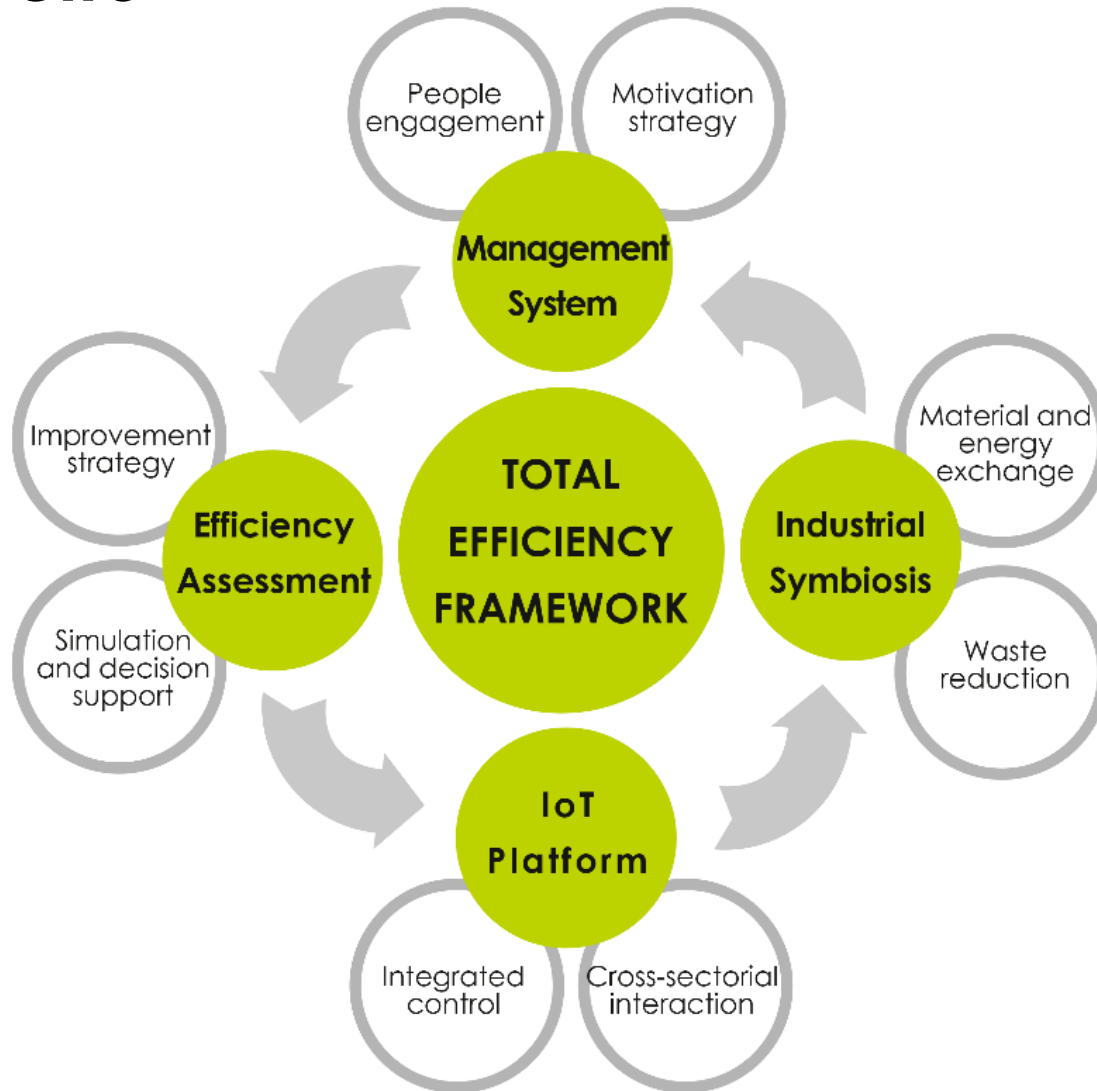 People
engagement
Motivation
strategy
Management
System
Improvement
strategy
Efficiency
Assessment
Simulation
and decision
support
TOTAL
EFFICIENCY
FRAMEWORK
Material and
energy
exchange
Industrial
Symbiosis
Waste
reduction
IoT
Platform
Integrated
control
Cross-sectorial
interaction